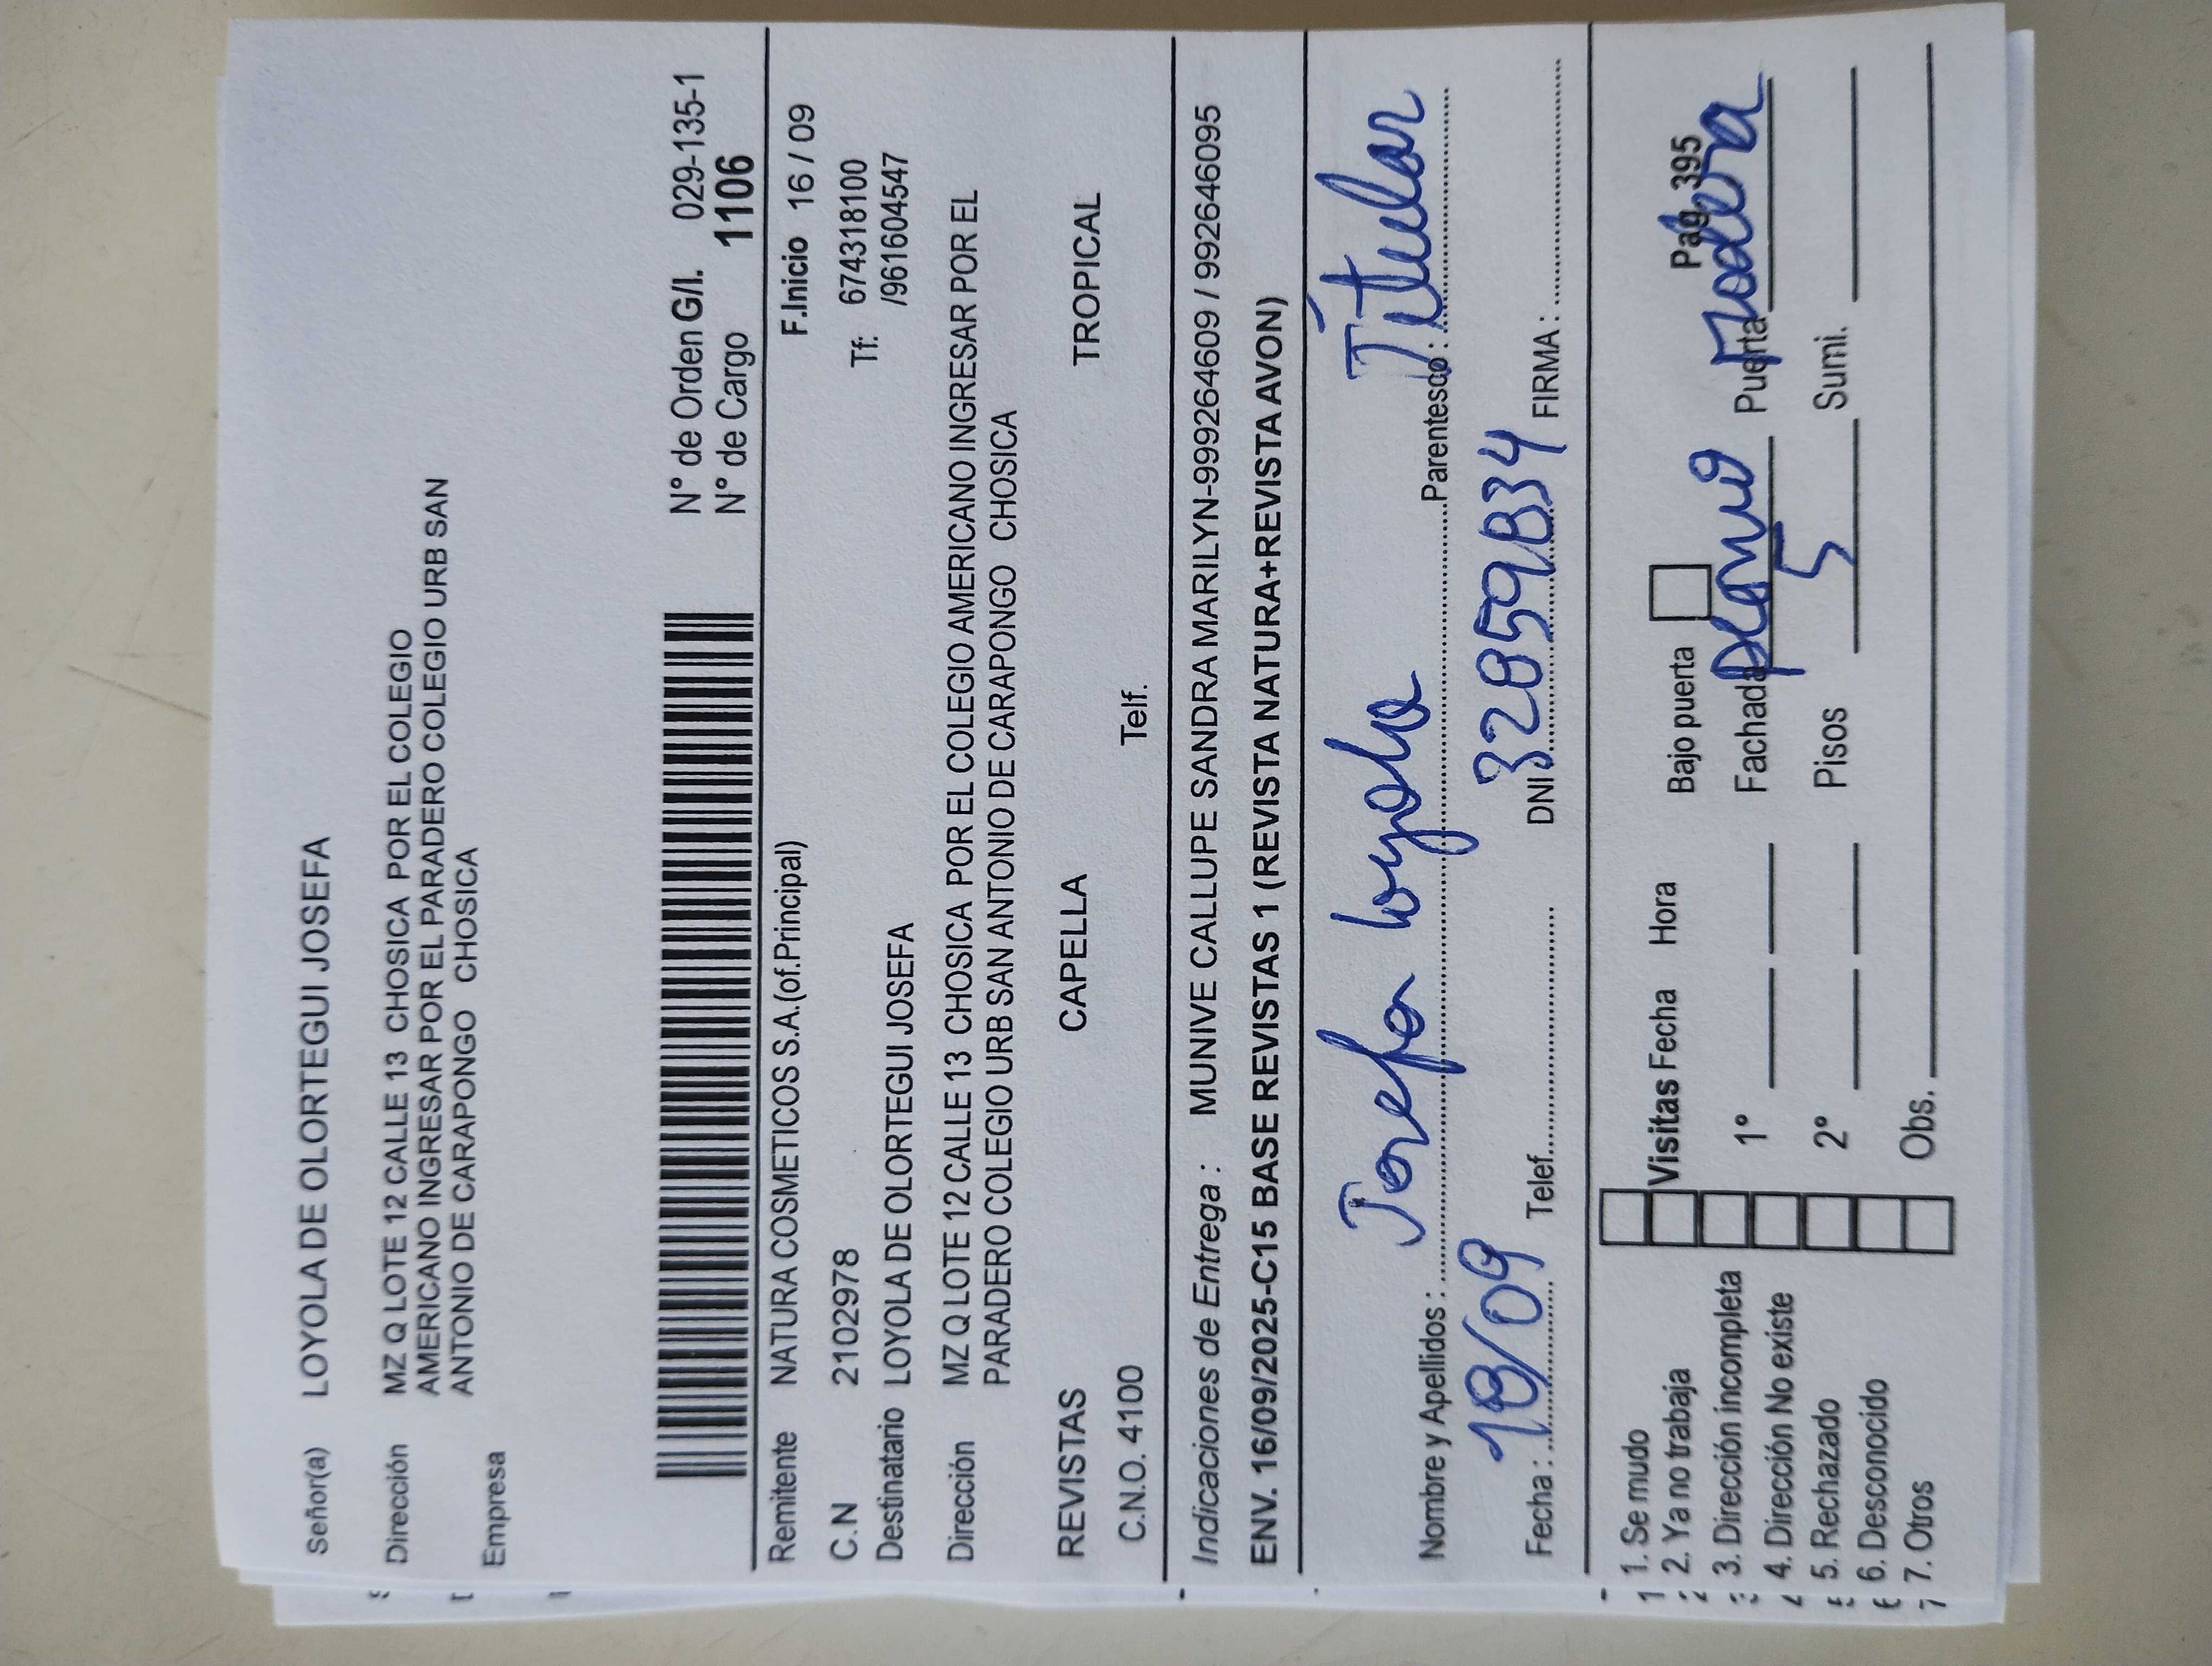 Señor(a) LOYOLA DE OLORTEGUI JOSEFA
Dirección MZ Q LOTE 12 CALLE 13 CHOSICA POR EL COLEGIO
AMERICANO INGRESAR POR EL PARADERO COLEGIO URB SAN
ANTONIO DE CARAPONGO CHOSICA
Empresa
N° de Orden G/l. 029-135-1
N° de Cargo 1106
Remitente NATURA COSMETICOS S.A.(of.Principal) F.Inicio 16 / 09
C.N 2102978 Tf: 674318100
Destinatario LOYOLA DE OLORTEGUI JOSEFA /961604547
Dirección MZ Q LOTE 12 CALLE 13 CHOSICA POR EL COLEGIO AMERICANO INGRESAR POR EL
PARADERO COLEGIO URB SAN ANTONIO DE CARAPONGO CHOSICA
REVISTAS CAPELLA TROPICAL
C.N.O. 4100 Telf.
Indicaciones de Entrega : MUNIVE CALLUPE SANDRA MARILYN-999264609 / 992646095
ENV. 16/09/2025-C15 BASE REVISTAS 1 (REVISTA NATURA+REVISTA AVON)
Nombre y Apellidos : Josefa loyola Parentesco : Titular
Fecha : 18/09 Telef. DNI 32859834 FIRMA :
1. Se mudo
2. Ya no trabaja Visitas Fecha Hora Bajo puerta Pag 395
3. Dirección incompleta 1° Fachada Puerta
4. Dirección No existe
5. Rechazado 2° Pisos 5 Sumi.
6. Desconocido
7. Otros Obs.